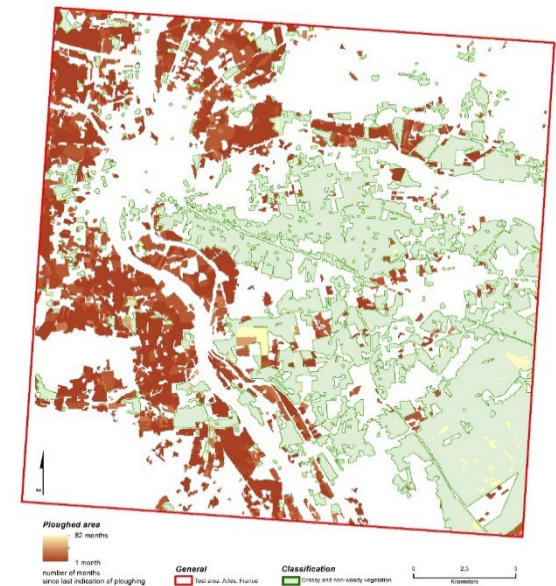 Ploughed area
82 months
1 month
number of months
since last indication of ploughing
General
Test area: Arles, France
Classification
Grassy and non-woody vegetation
0 2,5 5
Kilometers